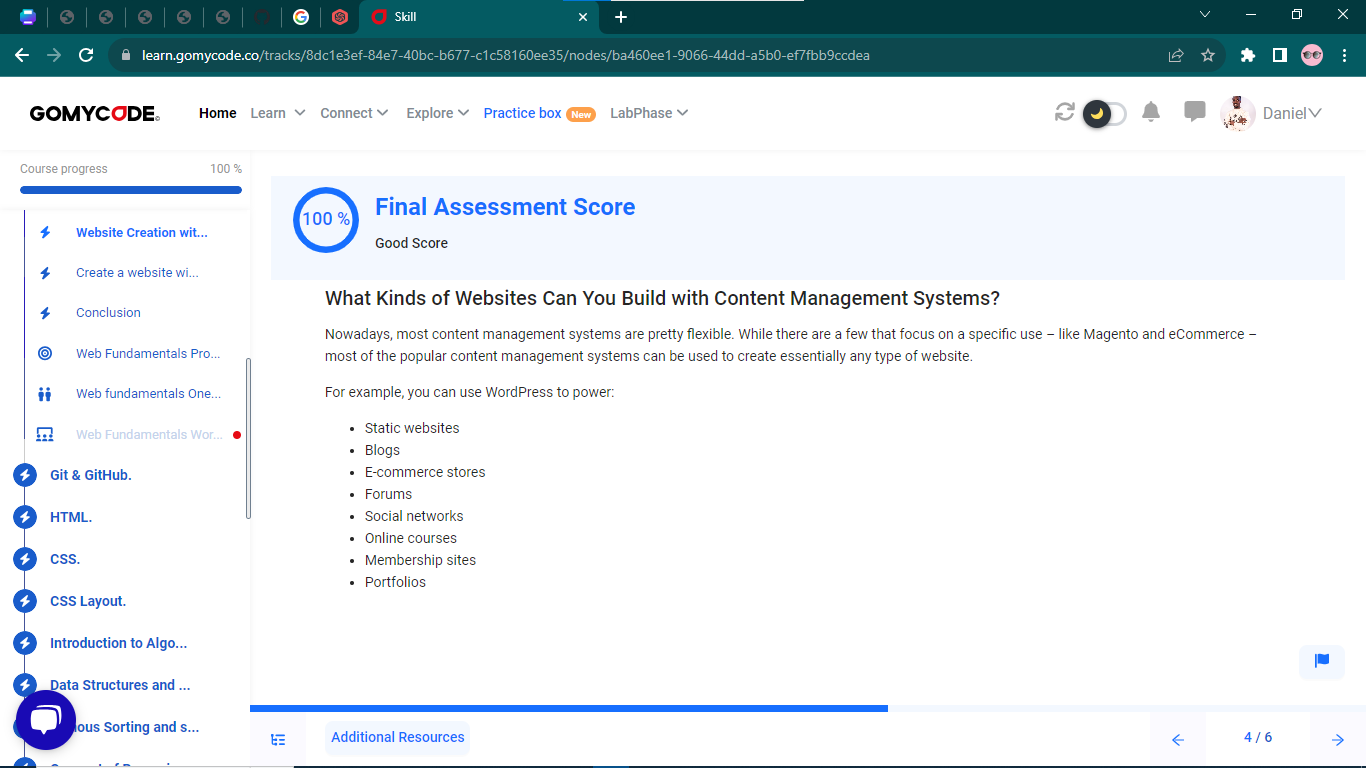 Skill
learn.gomycode.co/tracks/8dc1e3ef-84e7-40bc-b677-c1c58160ee35/nodes/ba460ee1-9066-44dd-a5b0-ef7fbb9ccdea
GOMYCODE
Home
Learn
Connect
Explore
Practice box New
LabPhase
Daniel
Course progress 100 %
Website Creation wit...
Create a website wi...
Conclusion
Web Fundamentals Pro...
Web fundamentals One...
Web Fundamentals Wor...
Git & GitHub.
HTML.
CSS.
CSS Layout.
Introduction to Algo...
Data Structures and ...
100 %
Final Assessment Score
Good Score
What Kinds of Websites Can You Build with Content Management Systems?
Nowadays, most content management systems are pretty flexible. While there are a few that focus on a specific use – like Magento and eCommerce –
most of the popular content management systems can be used to create essentially any type of website.
For example, you can use WordPress to power:
Static websites
Blogs
E-commerce stores
Forums
Social networks
Online courses
Membership sites
Portfolios
Sorting and s...
Additional Resources
4 / 6